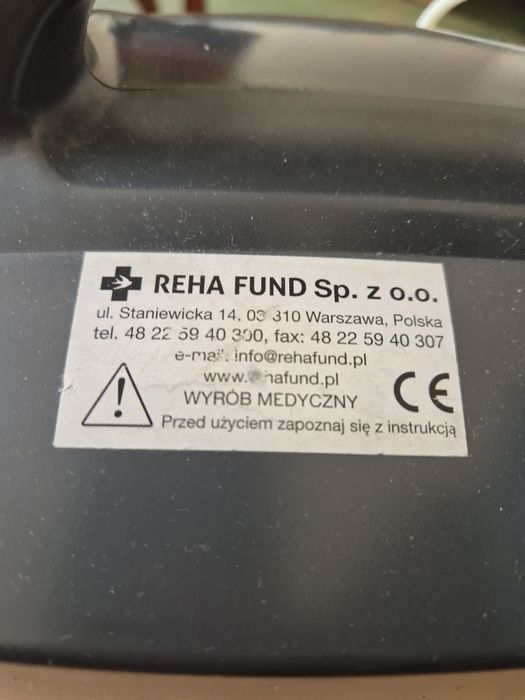 REHA FUND Sp. z o.o.
ul. Staniewicka 14, 03 310 Warszawa, Polska
tel. 48 22 59 40 300, fax: 48 22 59 40 307
e-mail: info@rehafund.pl
www.rehafund.pl
WYRÓB MEDYCZNY
CE
Przed użyciem zapoznaj się z instrukcją